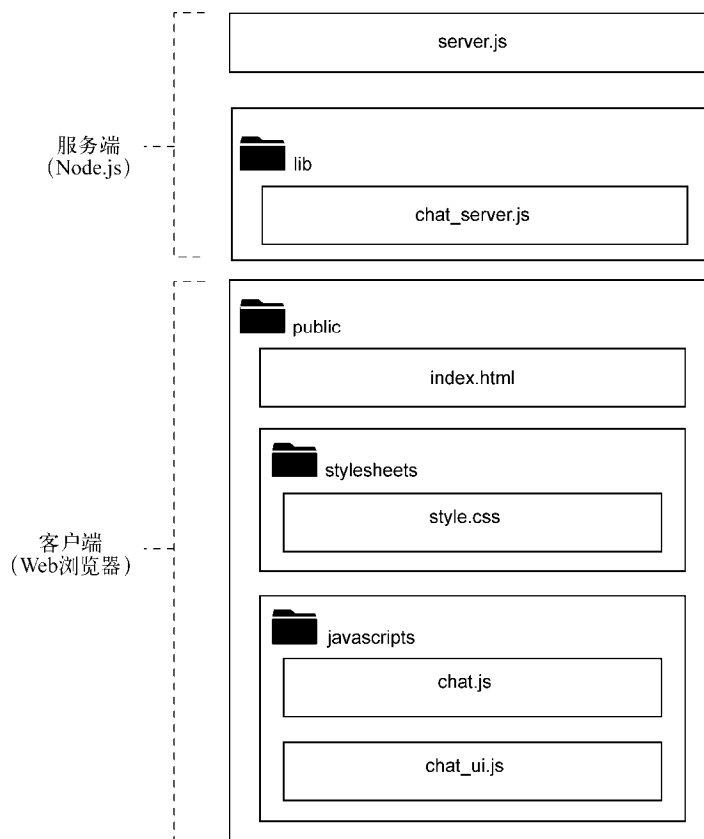 server.js
服务端
（Node.js）
lib
chat_server.js
public
index.html
stylesheets
style.css
客户端
（Web浏览器）
javascripts
chat.js
chat_ui.js